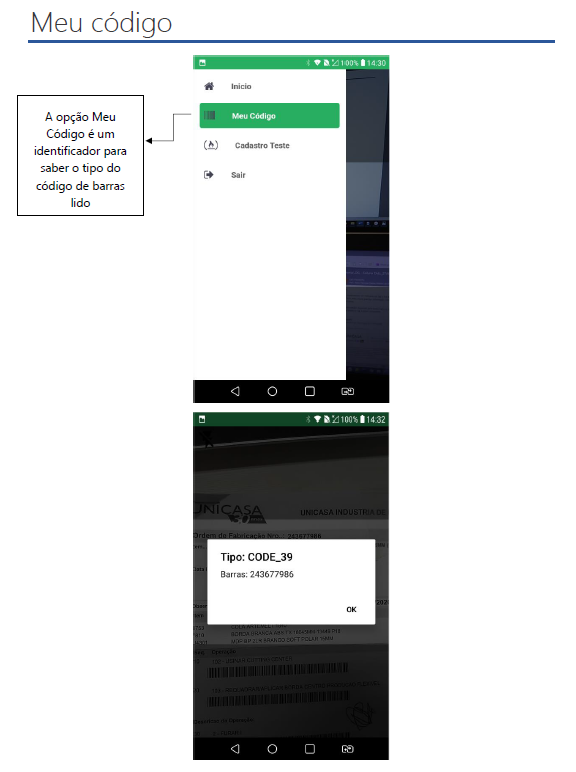 Meu código
A opção Meu
Código é um
identificador para
saber o tipo do
código de barras
lido
100% 14:30
Inicio
Meu Código
Cadastro Teste
Sair
100% 14:32
UNICASA
UNICASA INDUSTRIA DE
Ordem de Fabricação Nro.: 243677986
Tipo: CODE_39
Barras: 243677986
OK